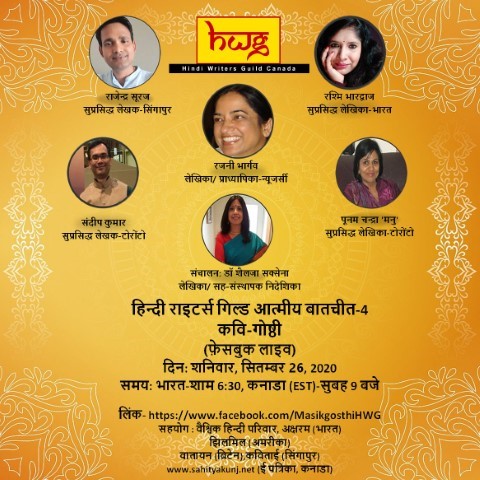 hwg
Hindi Writers Guild Canada
राजेन्द्र सूरज
सुप्रसिद्ध लेखक-सिंगापुर
रश्मि भारद्वाज
सुप्रसिद्ध लेखिका-भारत
रजनी भार्गव
लेखिका/ प्राध्यापिका-न्यूजर्सी
संदीप कुमार
सुप्रसिद्ध लेखक-टोरोंटो
पूनम चन्द्रा 'मनु'
सुप्रसिद्ध लेखिका-टोरोंटो
संचालन: डॉ शैलजा सक्सेना
लेखिका/ सह-संस्थापक निदेशिका
हिन्दी राइटर्स गिल्ड आत्मीय बातचीत-4
कवि-गोष्ठी
(फ़ेसबुक लाइव)
दिन: शनिवार, सितम्बर 26, 2020
समय: भारत-शाम 6:30, कनाडा (EST)-सुबह 9 बजे
लिंक- https://www.facebook.com/MasikgosthiHWG
सहयोग : वैश्विक हिन्दी परिवार, अक्षरम (भारत)
झिलमिल (अमरीका)
वातायन (ब्रिटेन),कविताई (सिंगापुर)
www.sahityakunj.net (ई पत्रिका, कनाडा)